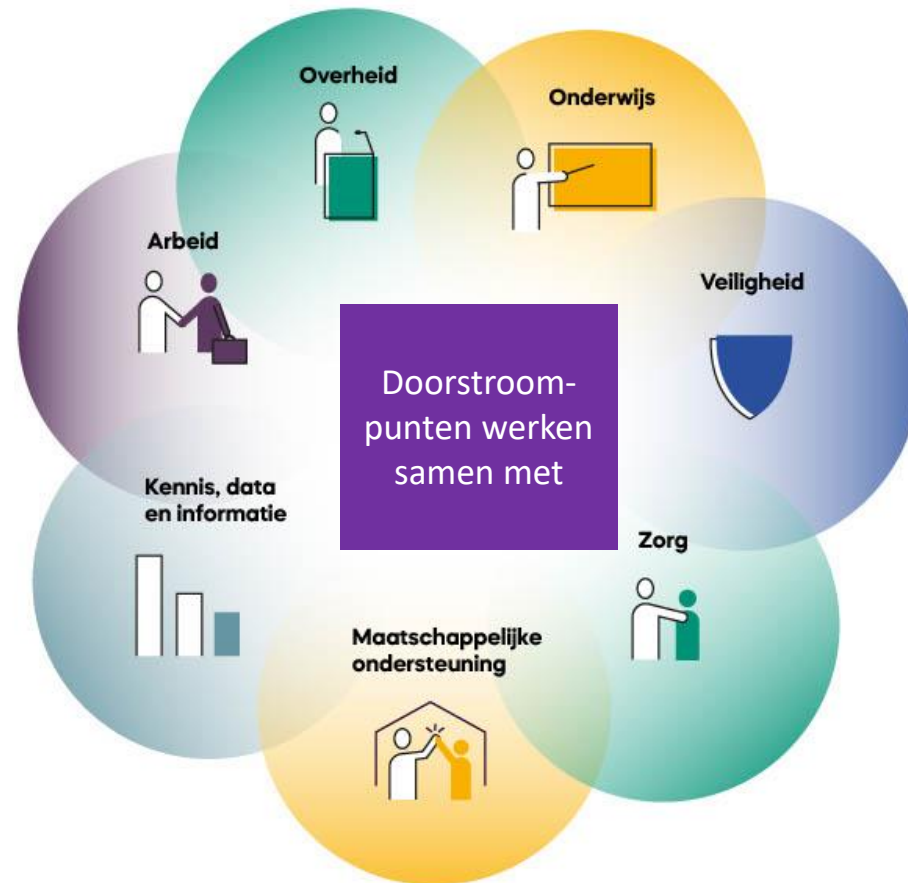 Overheid
Onderwijs
Arbeid
Veiligheid
Doorstroom-
punten werken
samen met
Kennis, data
en informatie
Zorg
Maatschappelijke
ondersteuning